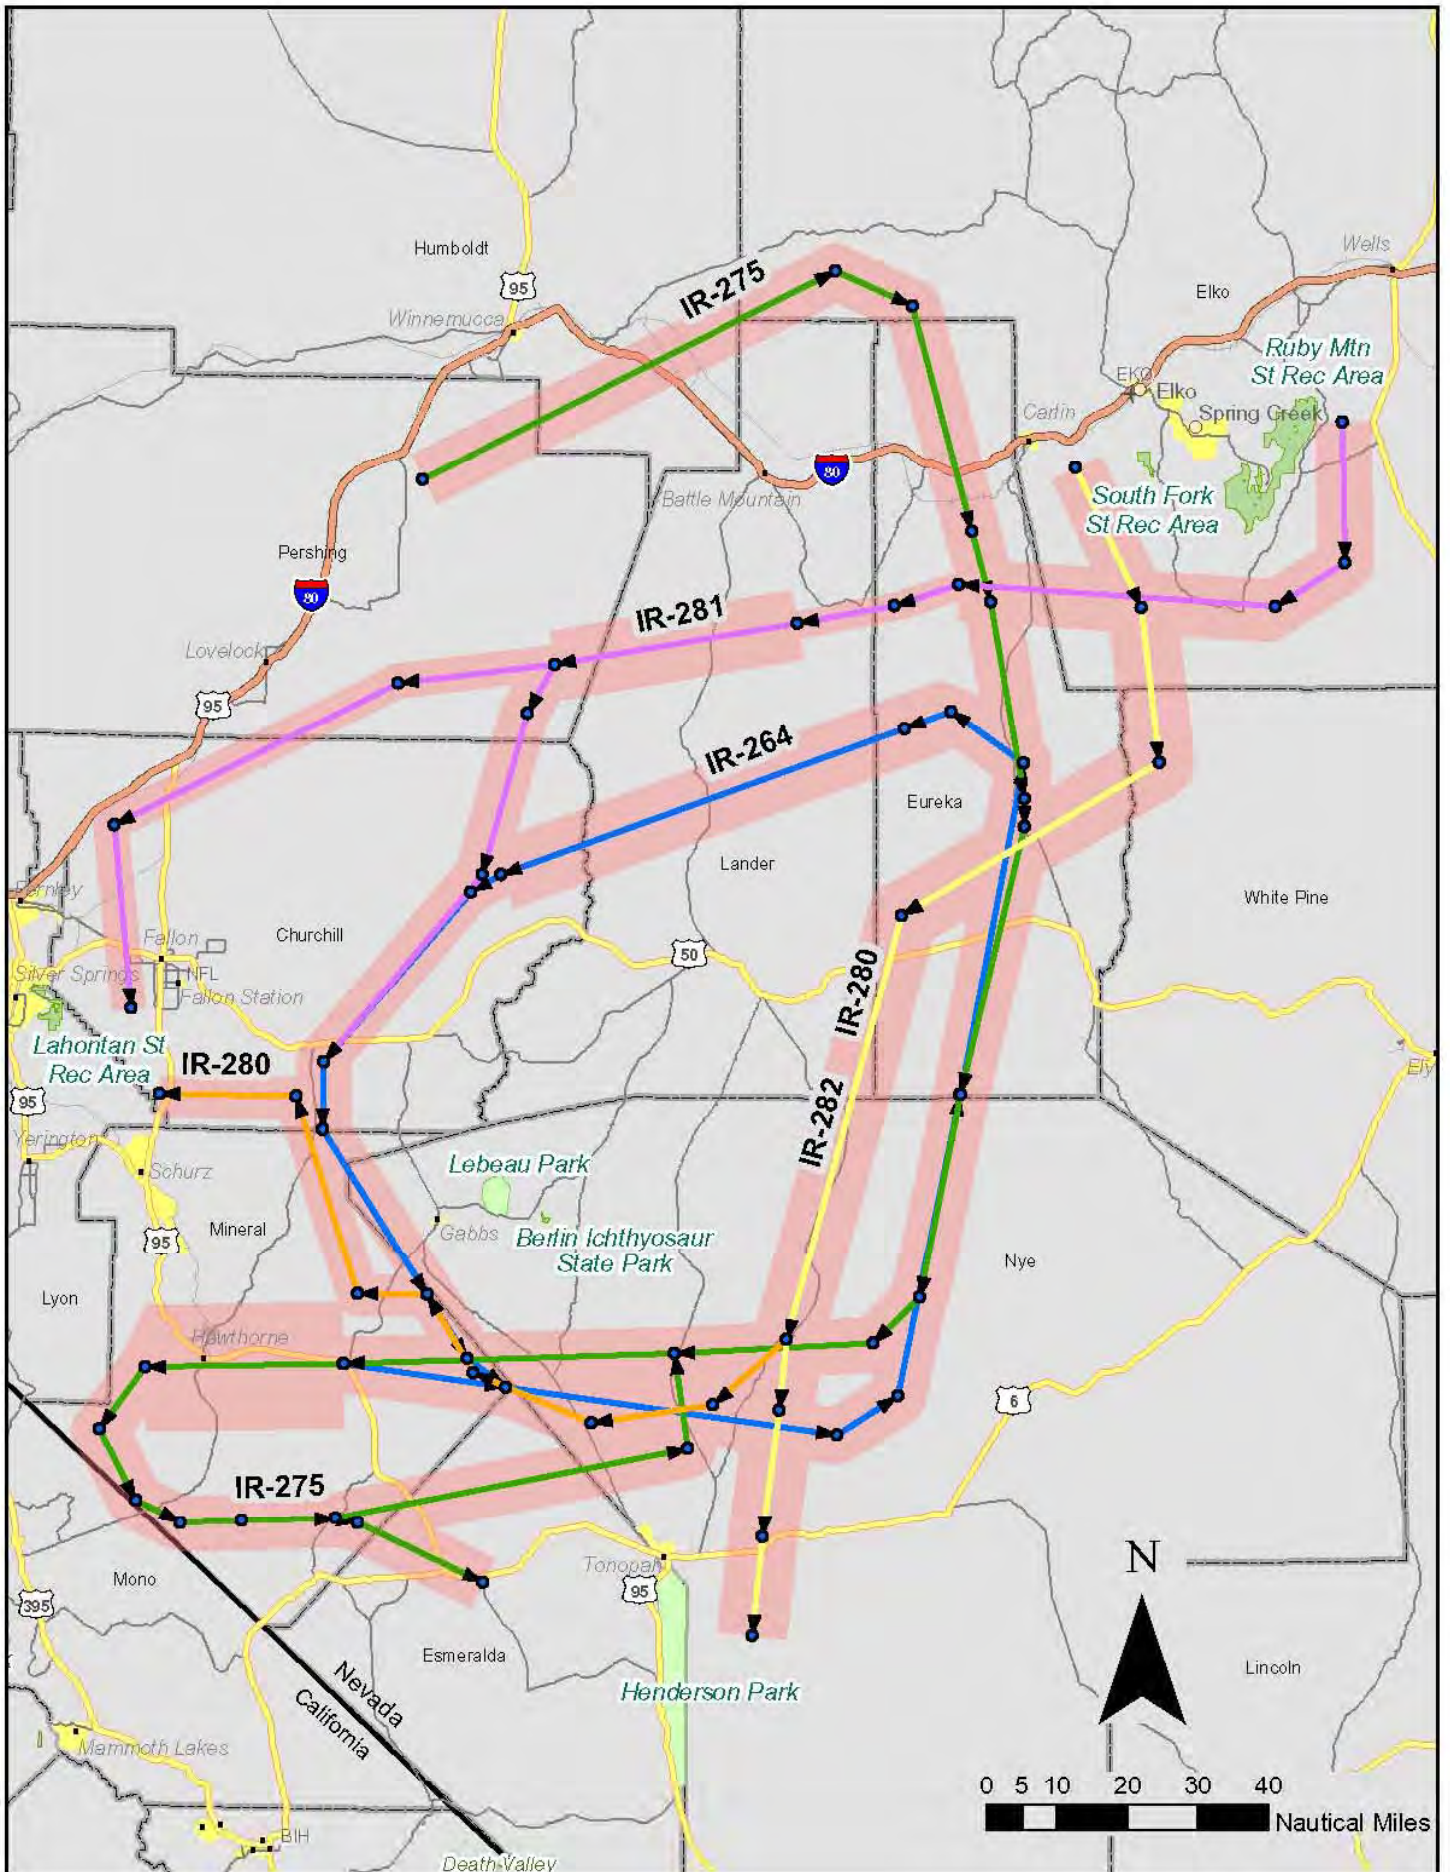 Humboldt
Wells
IR-275
95
Elko
Winnemucca
Ruby Mtn
St Rec Area
EKO
Elko
Carlin
Spring Creek
80
Battle Mountain
South Fork
St Rec Area
Pershing
80
IR-281
Lovelock
95
IR-264
Eureka
Lander
Fernley
White Pine
Fallon
Churchill
50
Silver Springs
NFL
Fallon Station
IR-280
Lahontan St
Rec Area
IR-280
Ely
95
IR-282
Yerington
Schurz
Lebeau Park
Mineral
Gabbs
Berlin Ichthyosaur
State Park
95
Nye
Lyon
Hawthorne
6
IR-275
N
Tonopah
Mono
95
395
Esmeralda
Nevada
California
Lincoln
Henderson Park
Mammoth Lakes
0 5 10 20 30 40
Nautical Miles
BIH
Death Valley